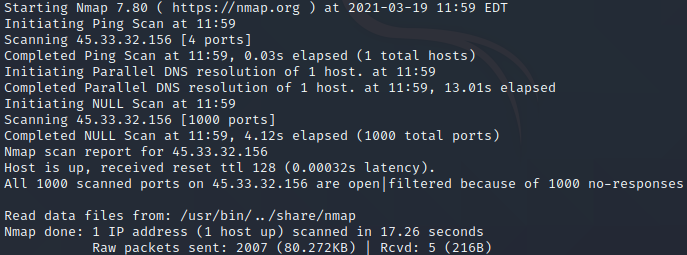 Starting Nmap 7.80 ( https://nmap.org ) at 2021-03-19 11:59 EDT
Initiating Ping Scan at 11:59
Scanning 45.33.32.156 [4 ports]
Completed Ping Scan at 11:59, 0.03s elapsed (1 total hosts)
Initiating Parallel DNS resolution of 1 host. at 11:59
Completed Parallel DNS resolution of 1 host. at 11:59, 13.01s elapsed
Initiating NULL Scan at 11:59
Scanning 45.33.32.156 [1000 ports]
Completed NULL Scan at 11:59, 4.12s elapsed (1000 total ports)
Nmap scan report for 45.33.32.156
Host is up, received reset ttl 128 (0.00032s latency).
All 1000 scanned ports on 45.33.32.156 are open|filtered because of 1000 no-responses
Read data files from: /usr/bin/../share/nmap
Nmap done: 1 IP address (1 host up) scanned in 17.26 seconds
Raw packets sent: 2007 (80.272KB) | Rcvd: 5 (216B)